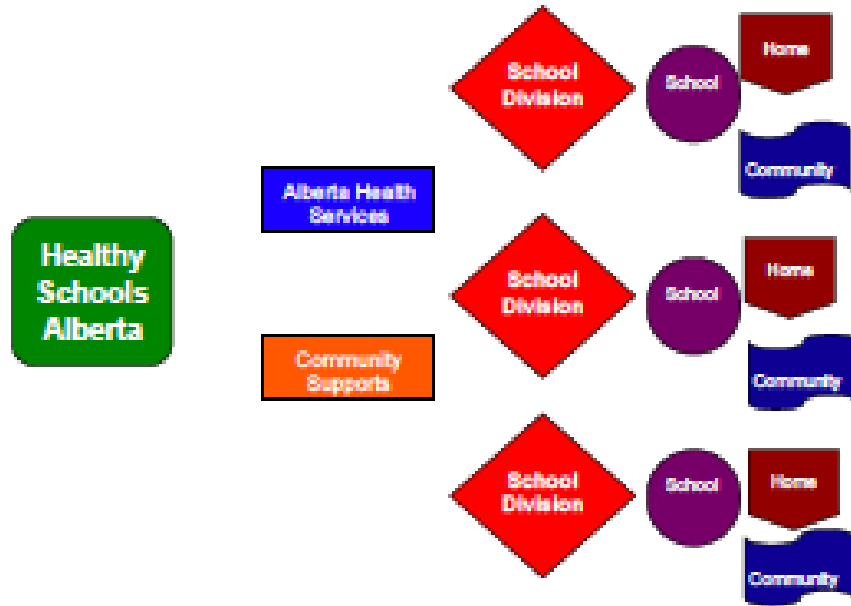 Healthy
Schools
Alberta
Alberta Health
Services
Community
Supports
School
Division
School
Home
Community
School
Division
School
Home
Community
School
Division
School
Home
Community